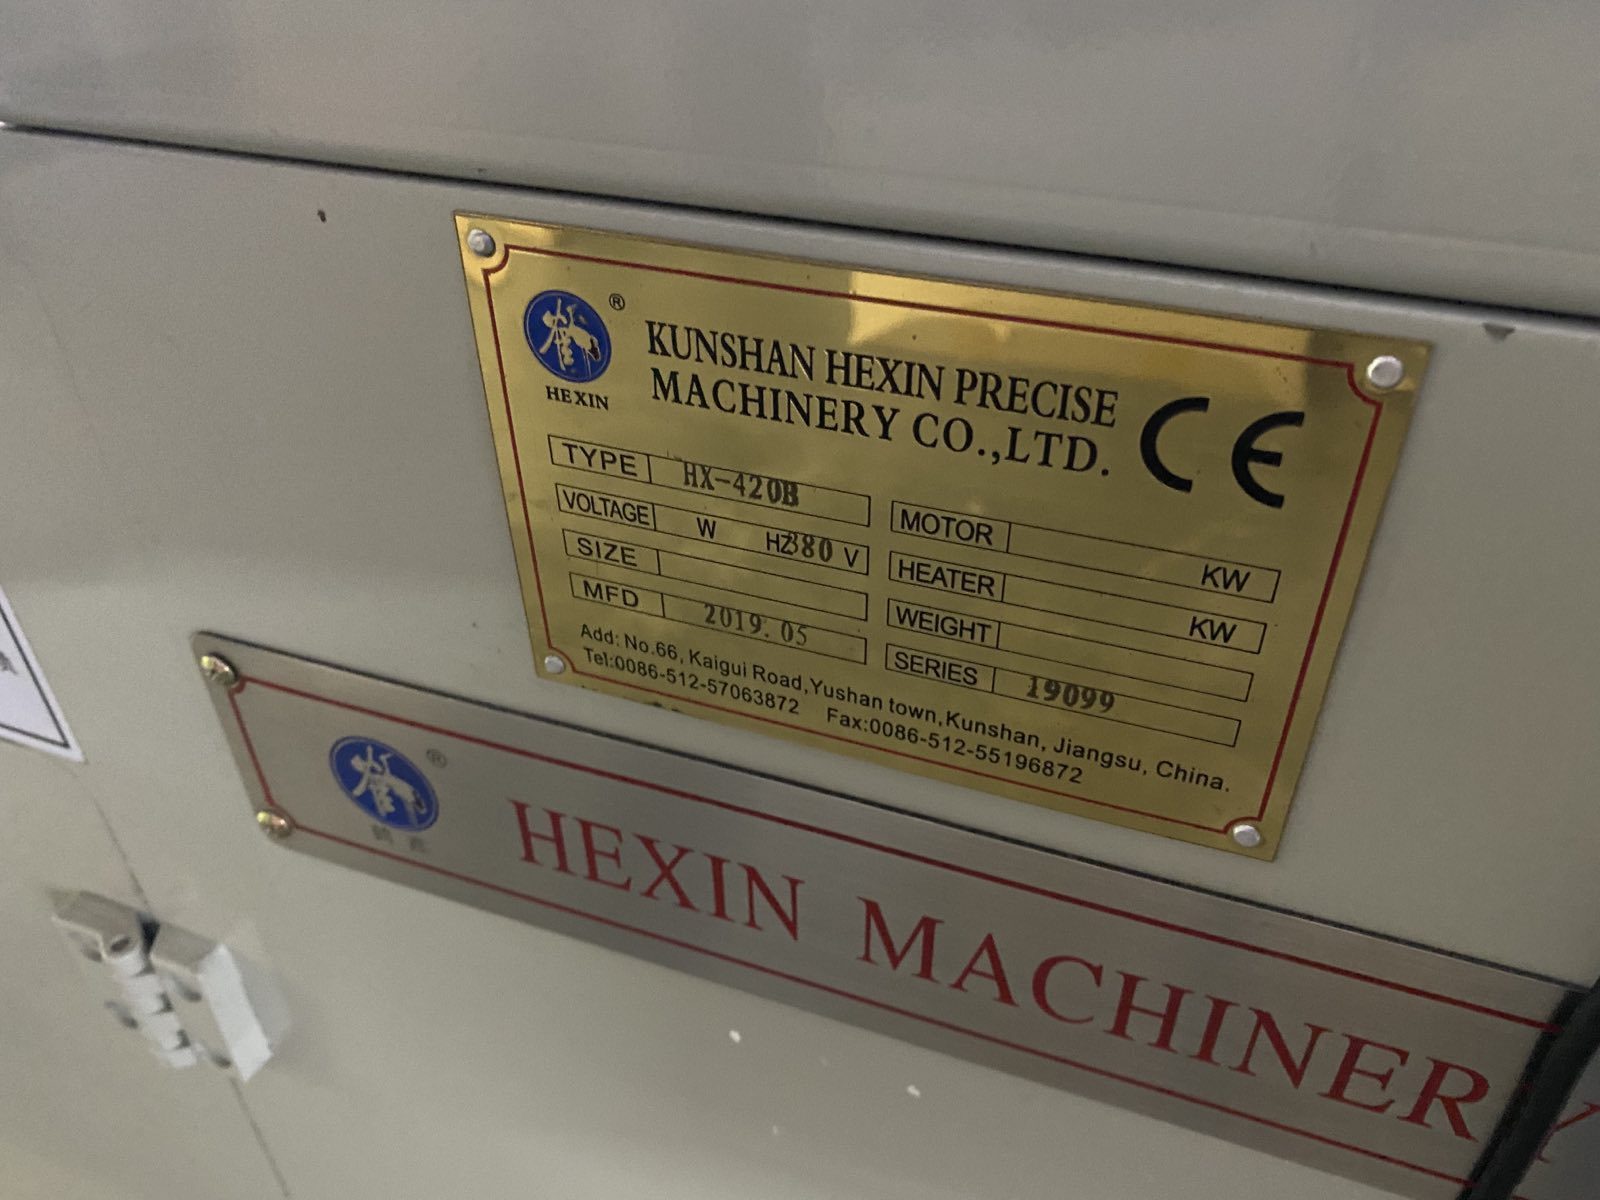 ®
HEXIN
KUNSHAN HEXIN PRECISE
MACHINERY CO.,LTD.
CE
TYPE HX-420B
VOLTAGE W HZ 380 V
SIZE
MFD 2019.05
MOTOR KW
HEATER KW
WEIGHT
SERIES 19099
Add: No.66, Kaigui Road,Yushan town,Kunshan, Jiangsu, China.
Tel:0086-512-57063872 Fax:0086-512-55196872
®
HEXIN MACHINERY